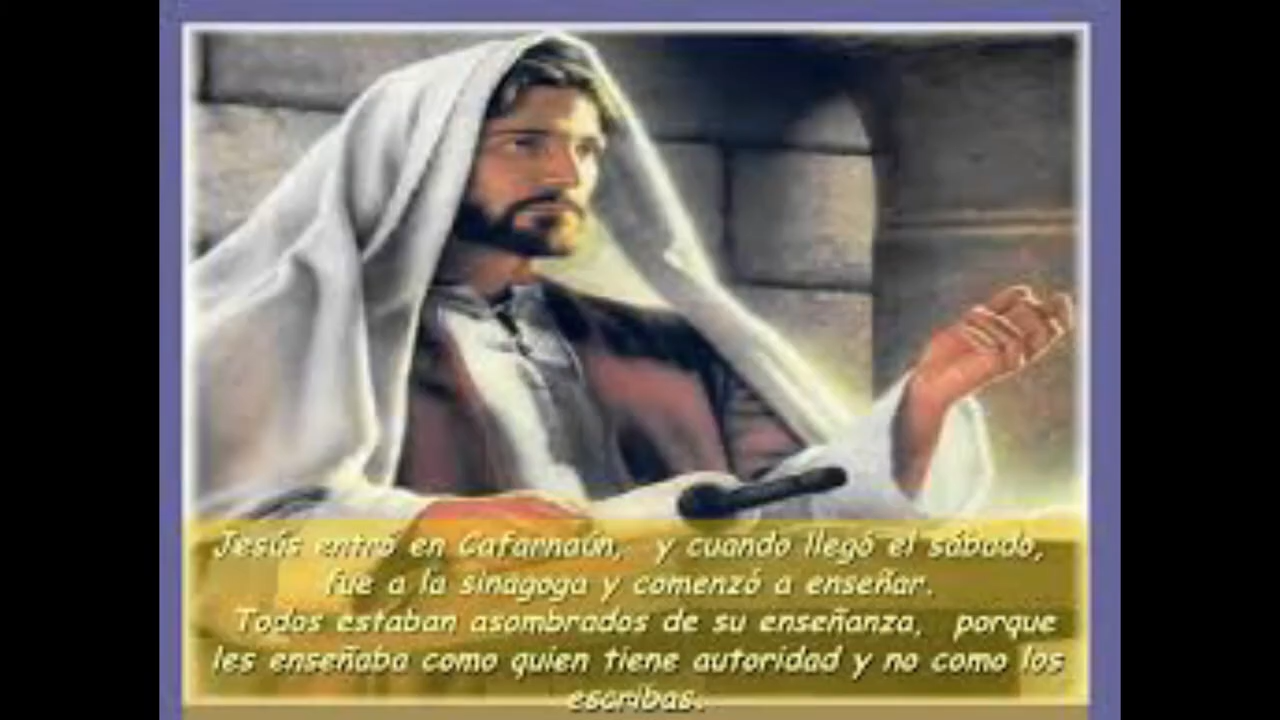 Jesús entró en Cafarnaún, y cuando llegó el sábado,
fue a la sinagoga y comenzó a enseñar.
Todos estaban asombrados de su enseñanza, porque
les enseñaba como quien tiene autoridad y no como los
escribas.